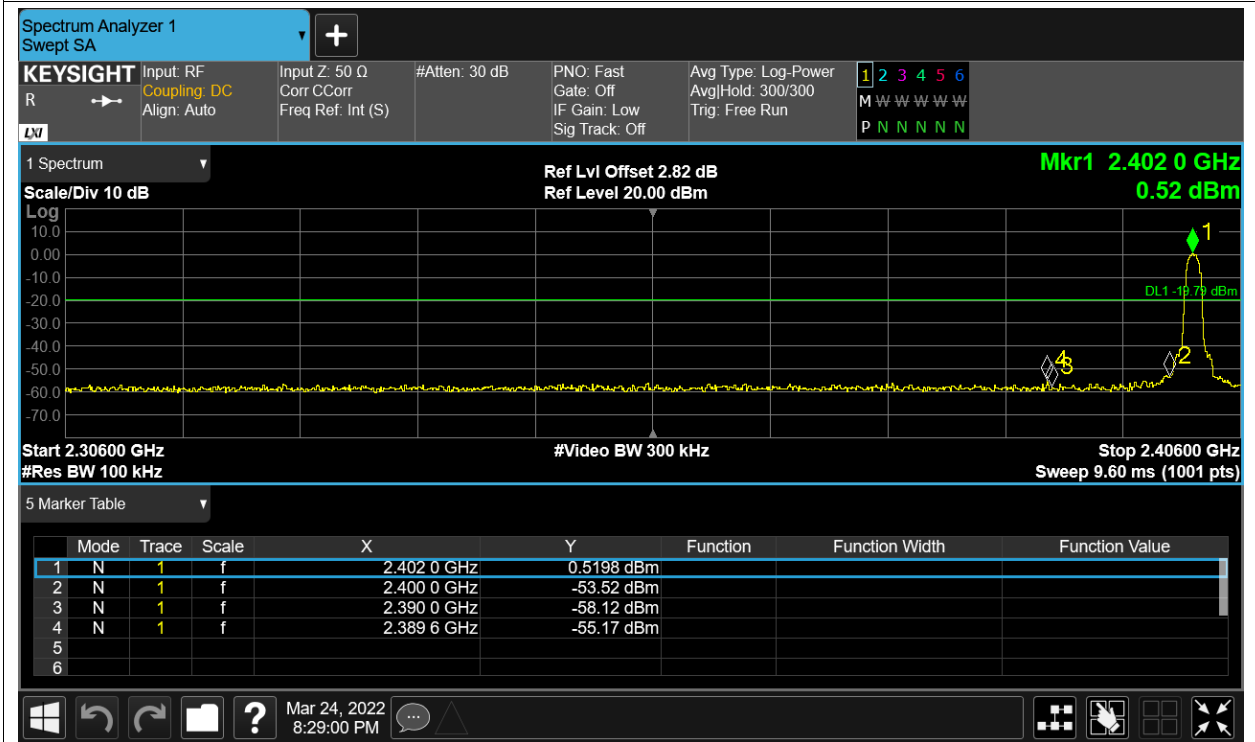 Spectrum Analyzer 1
Swept SA
KEYSIGHT Input: RF Input Z: 50 Ω #Atten: 30 dB PNO: Fast Avg Type: Log-Power 1 2 3 4 5 6
R Coupling: DC Corr CCorr Gate: Off Avg|Hold: 300/300 M W W W W W
Align: Auto Freq Ref: Int (S) IF Gain: Low Trig: Free Run
LXI Sig Track: Off P N N N N N
1 Spectrum Ref Lvl Offset 2.82 dB Mkr1 2.402 0 GHz
Scale/Div 10 dB Ref Level 20.00 dBm 0.52 dBm
Log
10.0 1
0.00
-10.0
-20.0 DL1 -19.79 dBm
-30.0
-40.0
-50.0 4 3 2
-60.0
-70.0
Start 2.30600 GHz #Video BW 300 kHz Stop 2.40600 GHz
#Res BW 100 kHz Sweep 9.60 ms (1001 pts)
5 Marker Table
Mode Trace Scale X Y Function Function Width Function Value
1 N 1 f 2.402 0 GHz 0.5198 dBm
2 N 1 f 2.400 0 GHz -53.52 dBm
3 N 1 f 2.390 0 GHz -58.12 dBm
4 N 1 f 2.389 6 GHz -55.17 dBm
5
6
? Mar 24, 2022
8:29:00 PM